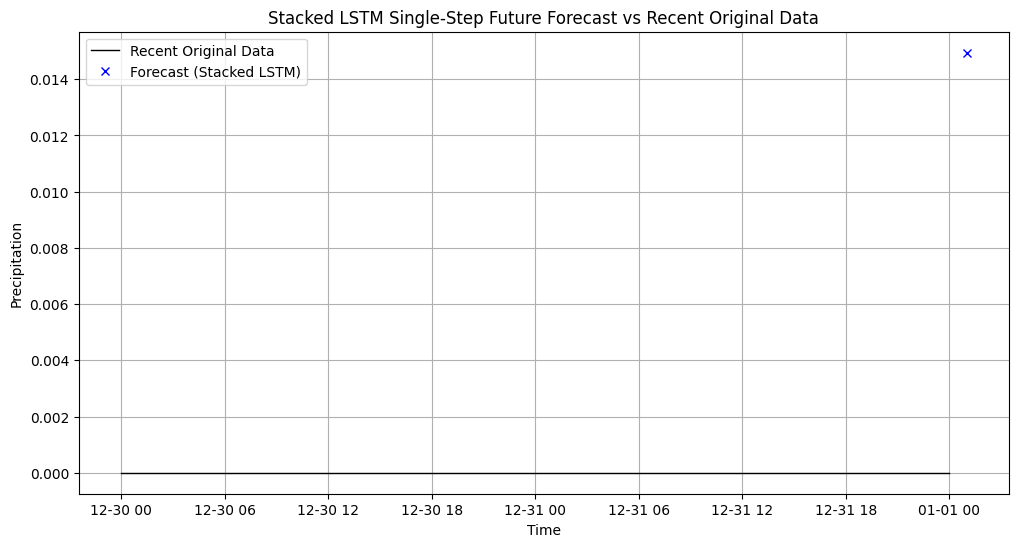 Stacked LSTM Single-Step Future Forecast vs Recent Original Data
Recent Original Data
Forecast (Stacked LSTM)
0.014
0.012
0.010
0.008
0.006
0.004
0.002
0.000
Precipitation
12-30 00 12-30 06 12-30 12 12-30 18 12-31 00 12-31 06 12-31 12 12-31 18 01-01 00
Time